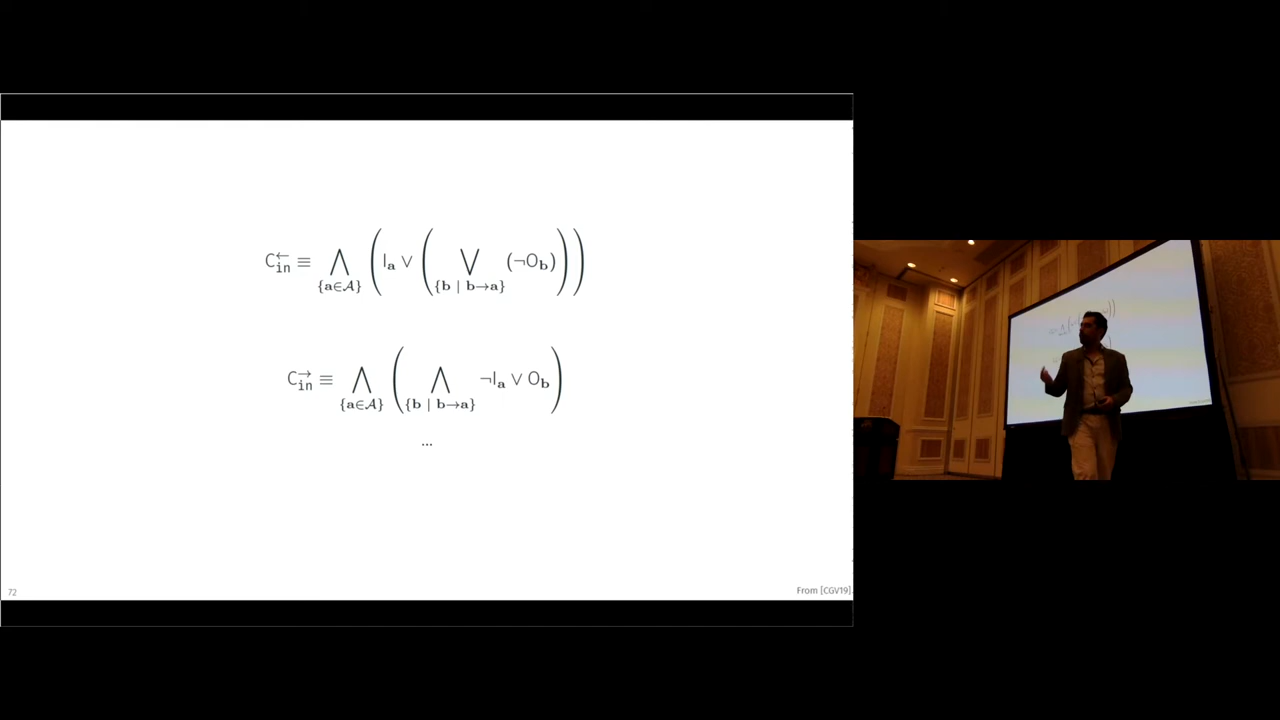 C←in ≡ ⋀{a∈𝒜} (Ia ∨ (⋁{b | b→a} (¬Ob)))
C→in ≡ ⋀{a∈𝒜} (⋀{b | b→a} ¬Ia ∨ Ob)
...
72
From [CGV19].